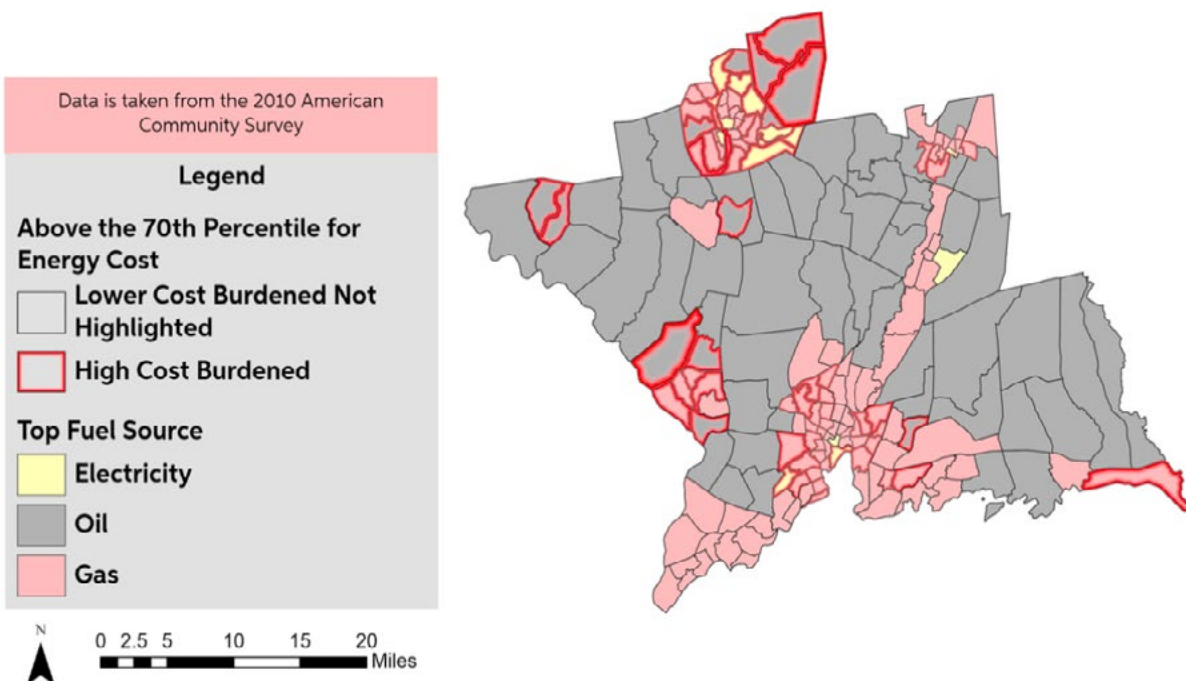 Data is taken from the 2010 American
Community Survey
Legend
Above the 70th Percentile for
Energy Cost
Lower Cost Burdened Not
Highlighted
High Cost Burdened
Top Fuel Source
Electricity
Oil
Gas
N
0 2.5 5 10 15 20
Miles